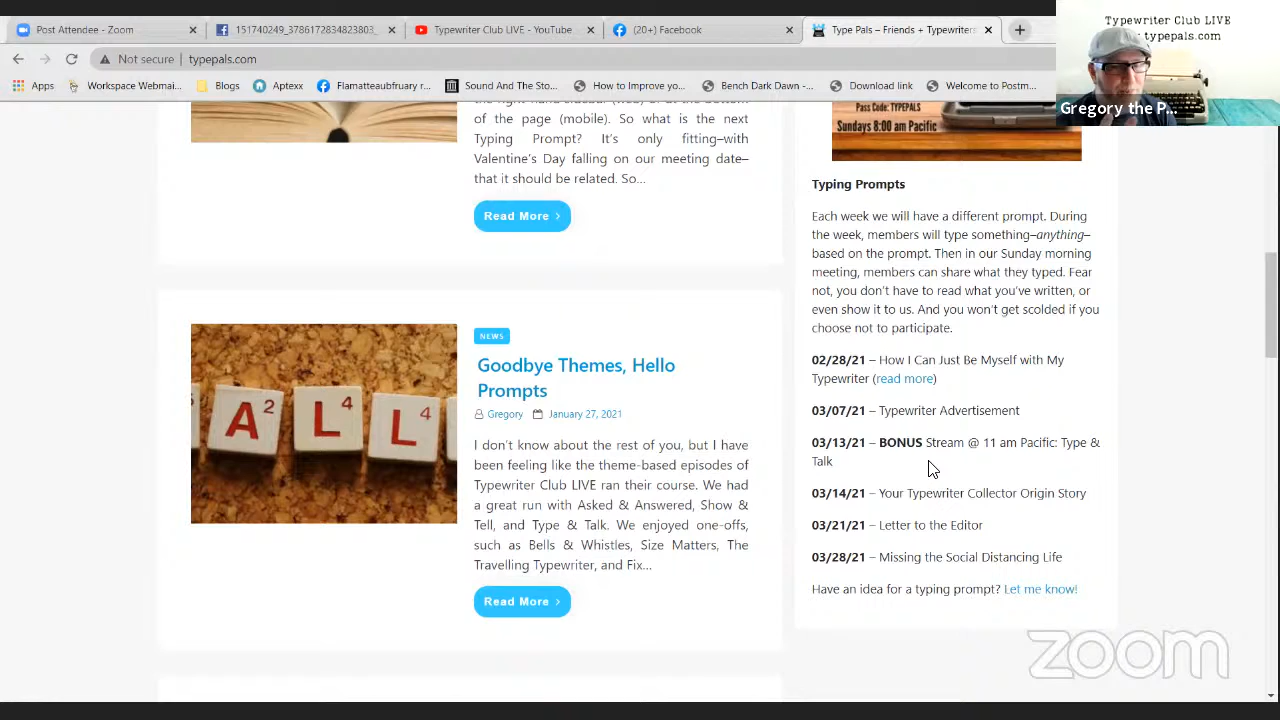 Post Attendee - Zoom
151740249_3786172834823803_
Typewriter Club LIVE - YouTube
(20+) Facebook
Type Pals – Friends + Typewriters
Not secure | typepals.com
Apps
Workspace Webmai...
Blogs
Aptexx
Flamatteaubfruary |...
Sound And The Sto...
How to Improve yo...
Bench Dark Dawn -...
Download link
Welcome to Postm...
Typewriter Club LIVE
typepals.com
Gregory the P...
of the page (mobile). So what is the next
Typing Prompt? It's only fitting–with
Valentine's Day falling on our meeting date–
that it should be related. So...
Read More >
NEWS
Goodbye Themes, Hello
Prompts
Gregory January 27, 2021
I don't know about the rest of you, but I have
been feeling like the theme-based episodes of
Typewriter Club LIVE ran their course. We had
a great run with Asked & Answered, Show &
Tell, and Type & Talk. We enjoyed one-offs,
such as Bells & Whistles, Size Matters, The
Travelling Typewriter, and Fix...
Read More >
A2
L4
L4
Pass Code: TYPEPALS
Sundays 8:00 am Pacific
Typing Prompts
Each week we will have a different prompt. During
the week, members will type something–anything–
based on the prompt. Then in our Sunday morning
meeting, members can share what they typed. Fear
not, you don't have to read what you've written, or
even show it to us. And you won't get scolded if you
choose not to participate.
02/28/21 – How I Can Just Be Myself with My
Typewriter (read more)
03/07/21 – Typewriter Advertisement
03/13/21 – BONUS Stream @ 11 am Pacific: Type &
Talk
03/14/21 – Your Typewriter Collector Origin Story
03/21/21 – Letter to the Editor
03/28/21 – Missing the Social Distancing Life
Have an idea for a typing prompt? Let me know!
zoom